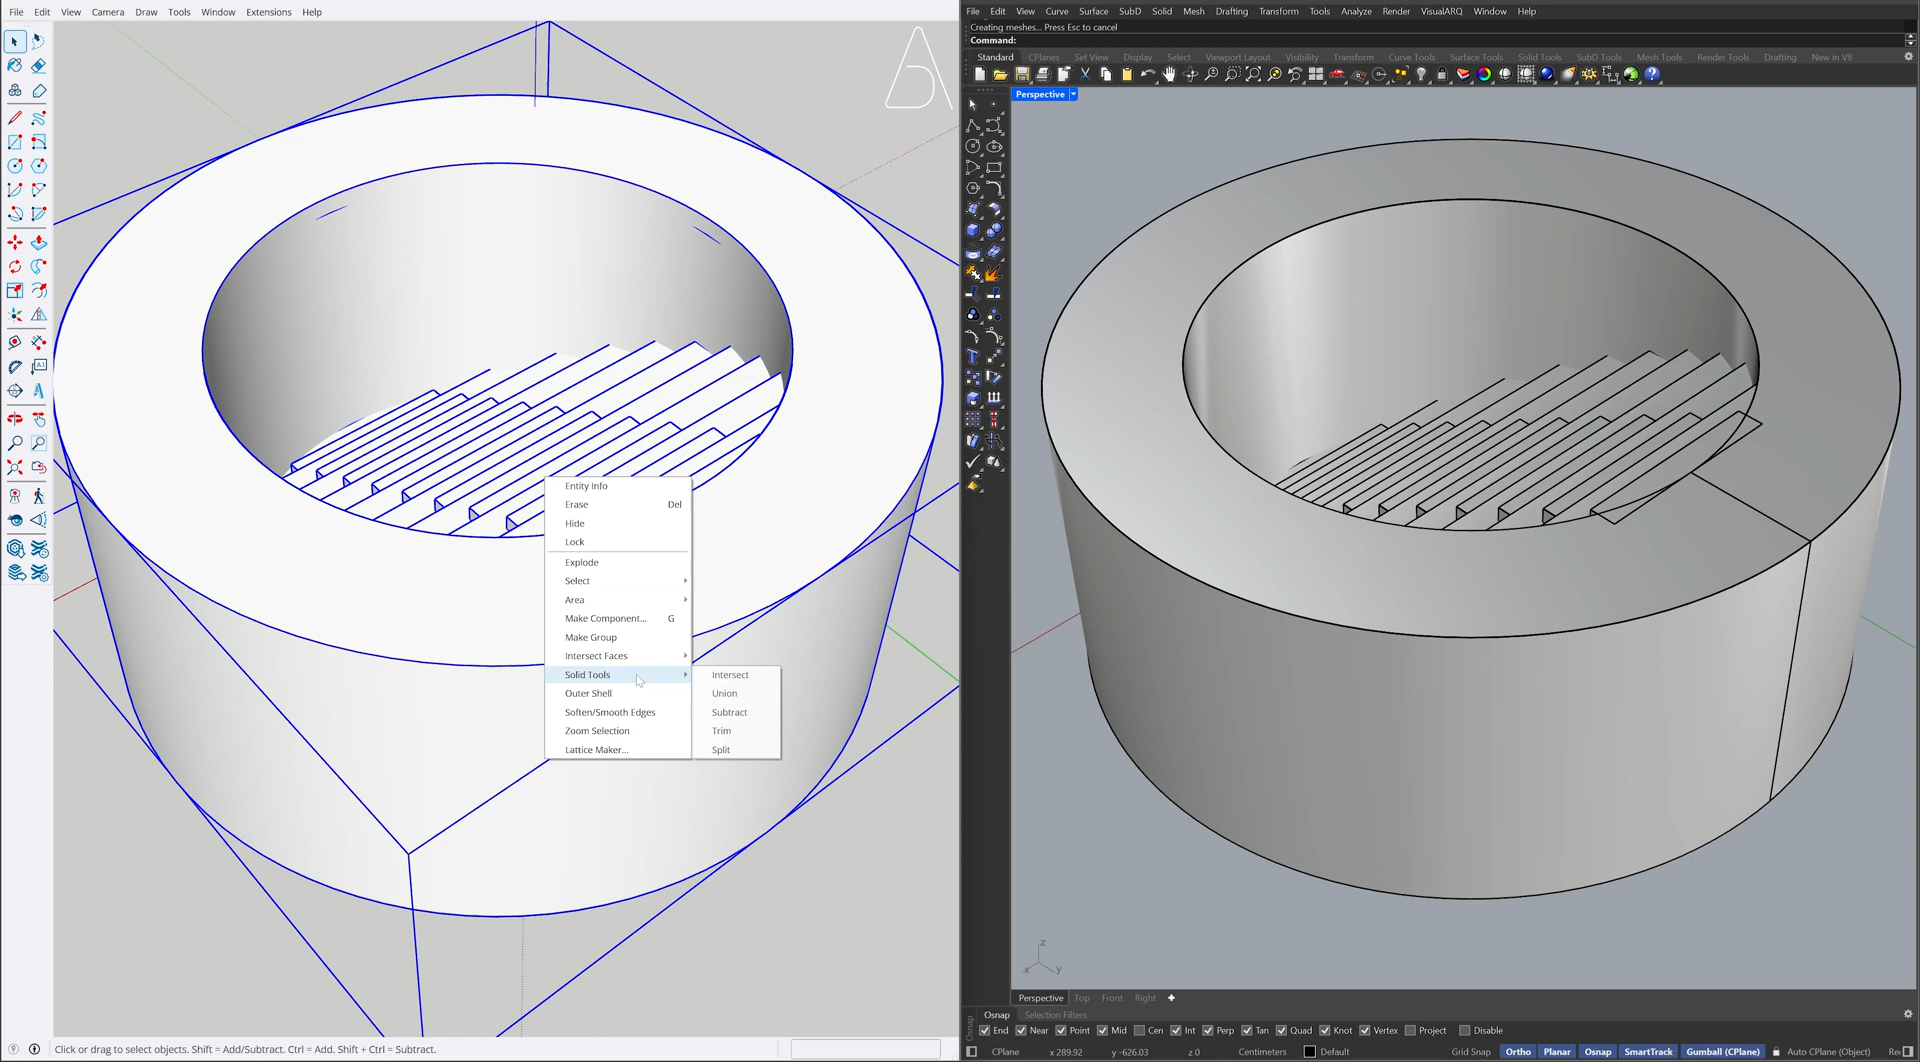 File Edit View Camera Draw Tools Window Extensions Help
Entity Info
Erase Del
Hide
Lock
Explode
Select
Area
Make Component... G
Make Group
Intersect Faces
Solid Tools
Outer Shell
Soften/Smooth Edges
Zoom Selection
Lattice Maker...
Intersect
Union
Subtract
Trim
Split
Click or drag to select objects. Shift = Add/Subtract. Ctrl = Add. Shift + Ctrl = Subtract.
File Edit View Curve Surface SubD Solid Mesh Drafting Transform Tools Analyze Render VisualARQ Window Help
Creating meshes... Press Esc to cancel
Command:
Standard CPlanes Set View Display Select Viewport Layout Visibility Transform Curve Tools Surface Tools Solid Tools SubD Tools Mesh Tools Render Tools Drafting New in V8
Perspective
z
x y
Perspective Top Front Right
Osnap Selection Filters
Osnap
End Near Point Mid Cen Int Perp Tan Quad Knot Vertex Project Disable
CPlane x 289.92 y -626.03 z 0 Centimeters Default Grid Snap Ortho Planar Osnap SmartTrack Gumball (CPlane) Auto CPlane (Object) Rec